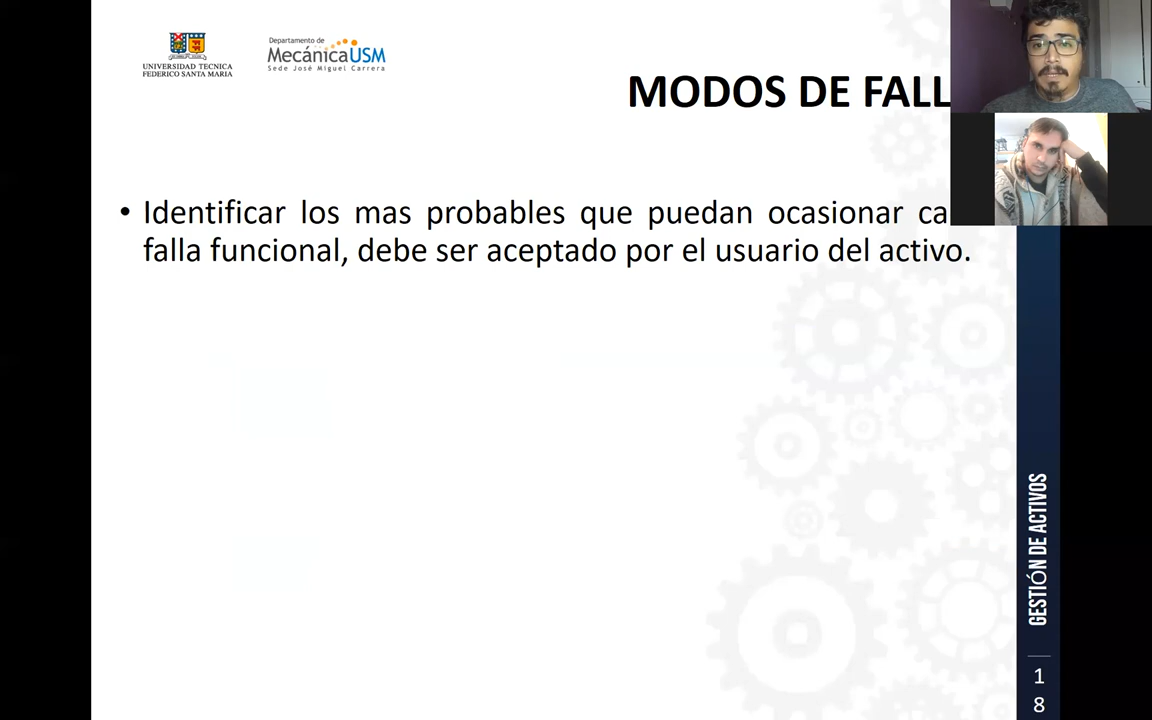 UNIVERSIDAD TECNICA
FEDERICO SANTA MARIA
Departamento de
MecánicaUSM
Sede José Miguel Carrera
MODOS DE FALL
• Identificar los mas probables que puedan ocasionar ca
falla funcional, debe ser aceptado por el usuario del activo.
GESTIÓN DE ACTIVOS
1
8